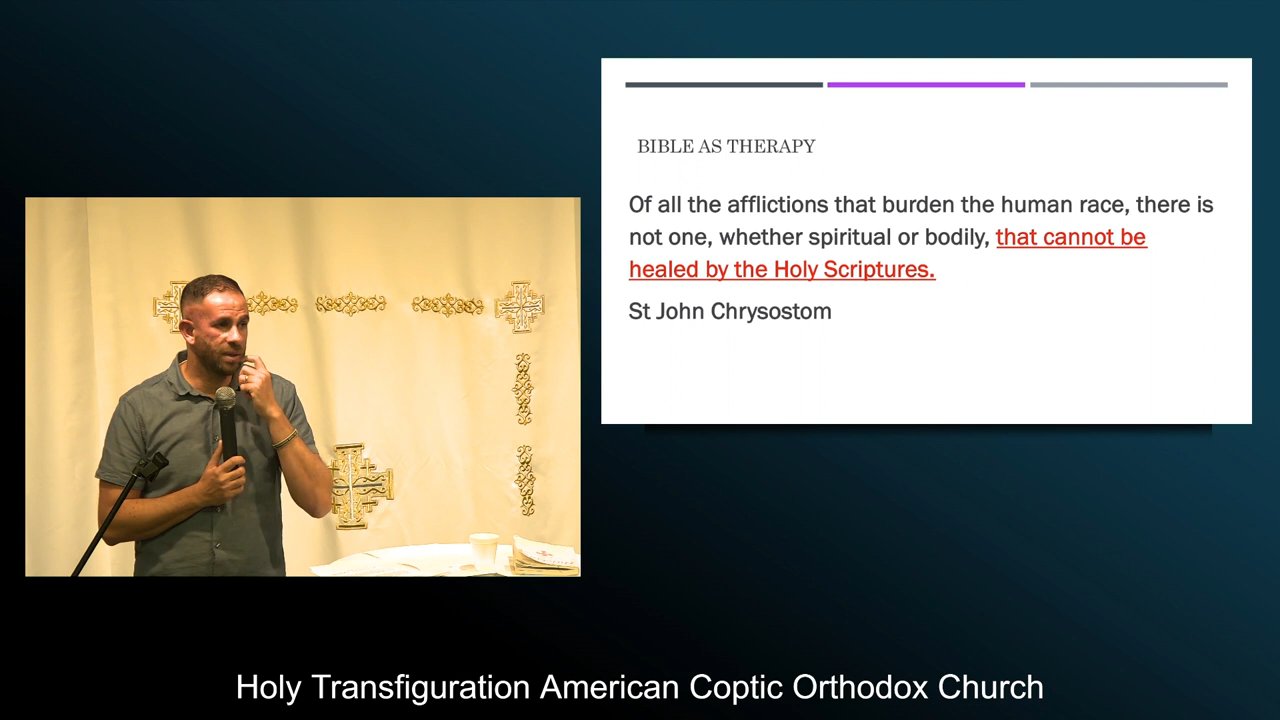 BIBLE AS THERAPY
Of all the afflictions that burden the human race, there is
not one, whether spiritual or bodily, that cannot be
healed by the Holy Scriptures.
St John Chrysostom
Holy Transfiguration American Coptic Orthodox Church